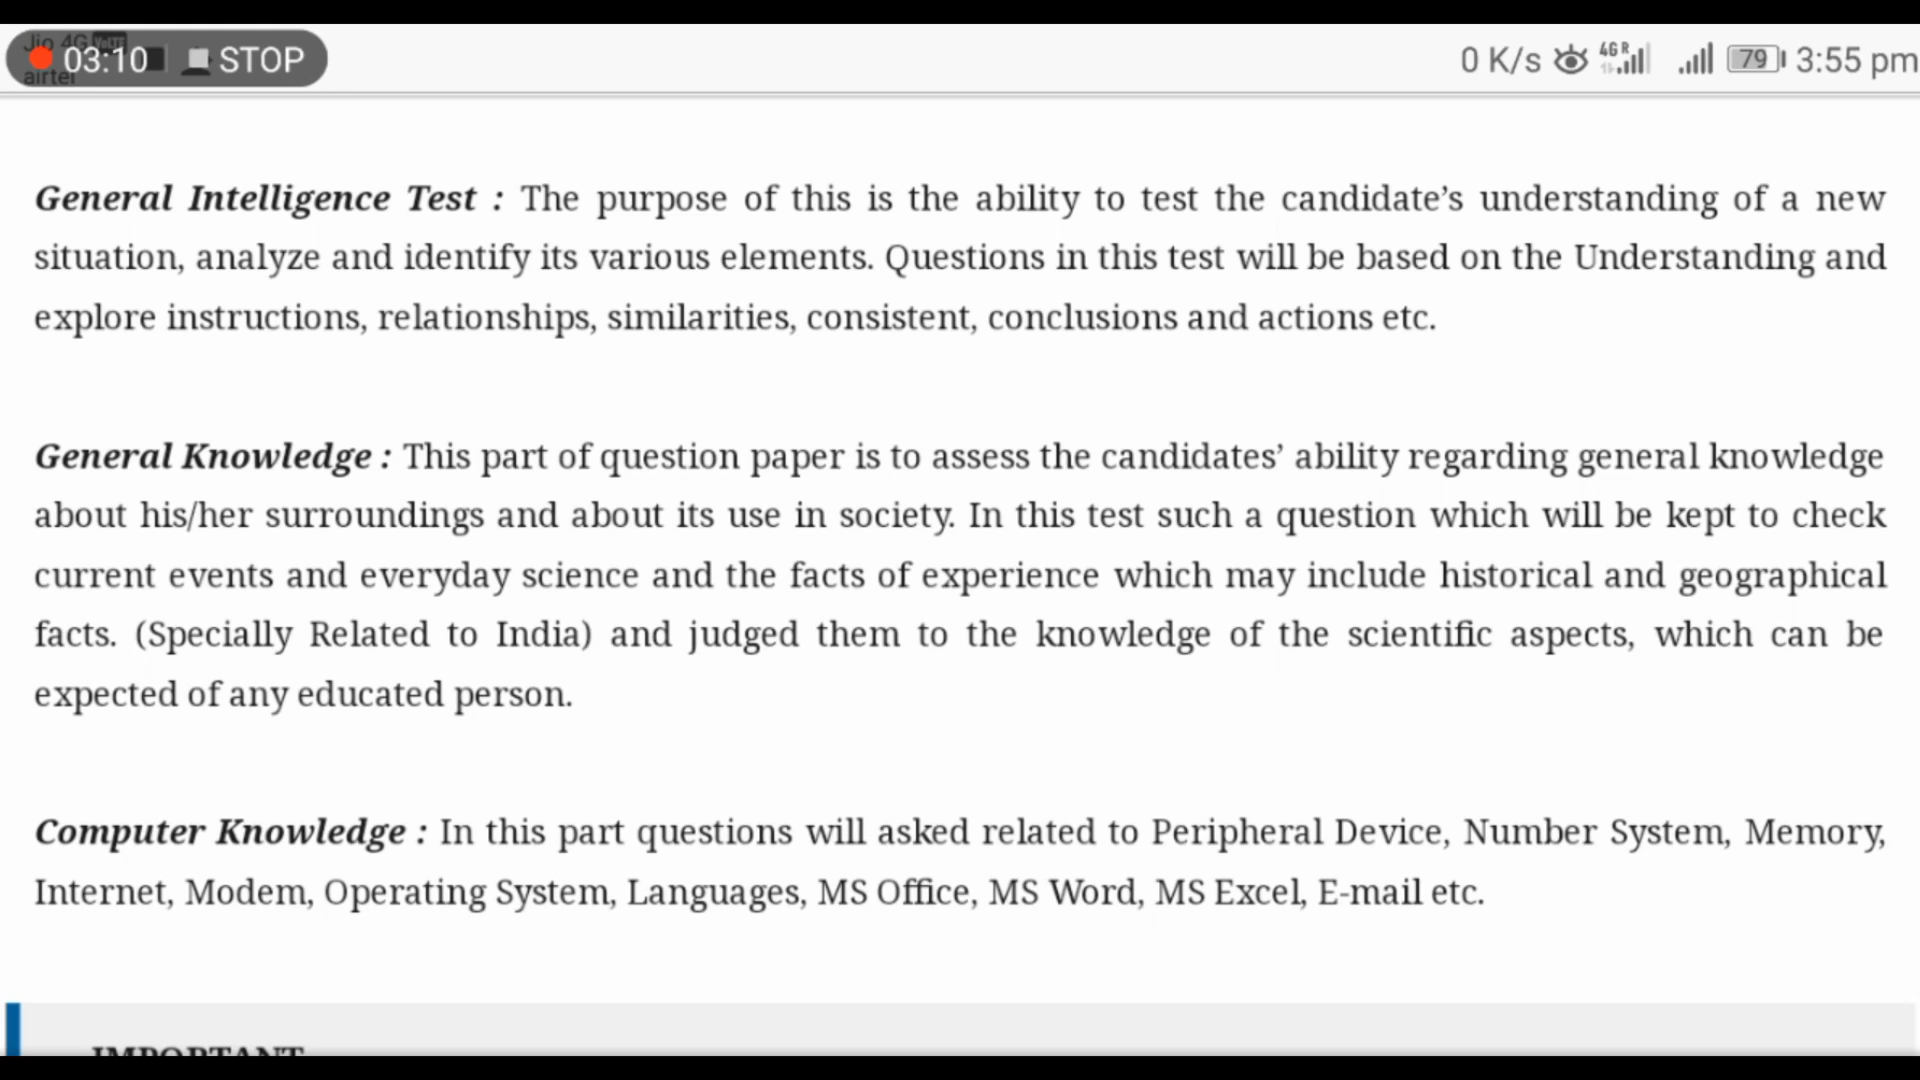 Jio 4G VoLTE
airtel
03:10 STOP
0 K/s 4G R 79 3:55 pm
General Intelligence Test : The purpose of this is the ability to test the candidate’s understanding of a new
situation, analyze and identify its various elements. Questions in this test will be based on the Understanding and
explore instructions, relationships, similarities, consistent, conclusions and actions etc.
General Knowledge : This part of question paper is to assess the candidates’ ability regarding general knowledge
about his/her surroundings and about its use in society. In this test such a question which will be kept to check
current events and everyday science and the facts of experience which may include historical and geographical
facts. (Specially Related to India) and judged them to the knowledge of the scientific aspects, which can be
expected of any educated person.
Computer Knowledge : In this part questions will asked related to Peripheral Device, Number System, Memory,
Internet, Modem, Operating System, Languages, MS Office, MS Word, MS Excel, E-mail etc.
IMPORTANT